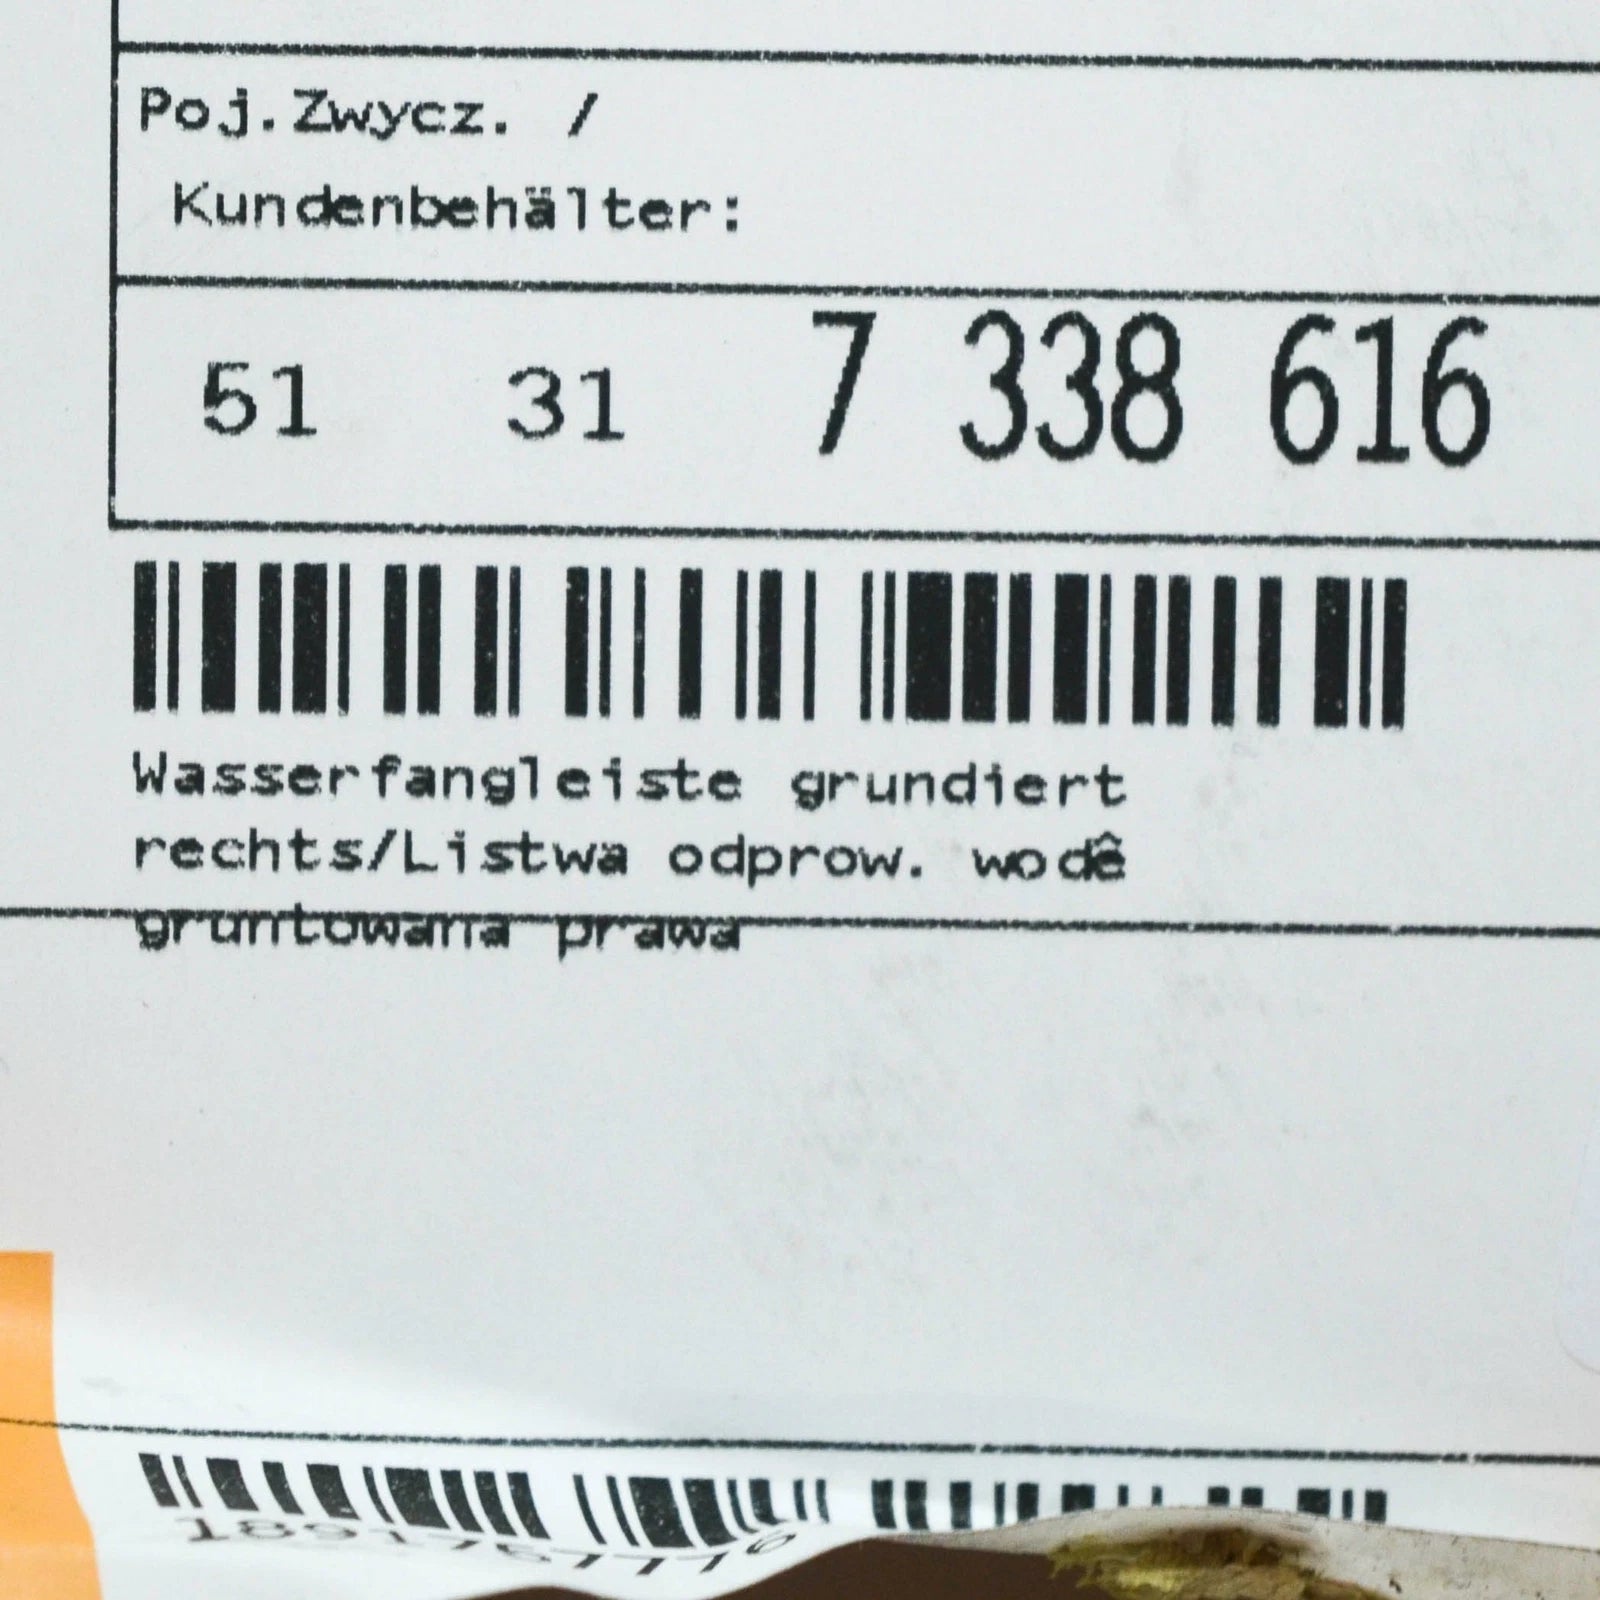 Poj.Zwycz. /
Kundenbehälter:
51 31 7 338 616
Wasserfangleiste grundiert
rechts/Listwa odprow. wodê
gruntowana prawa